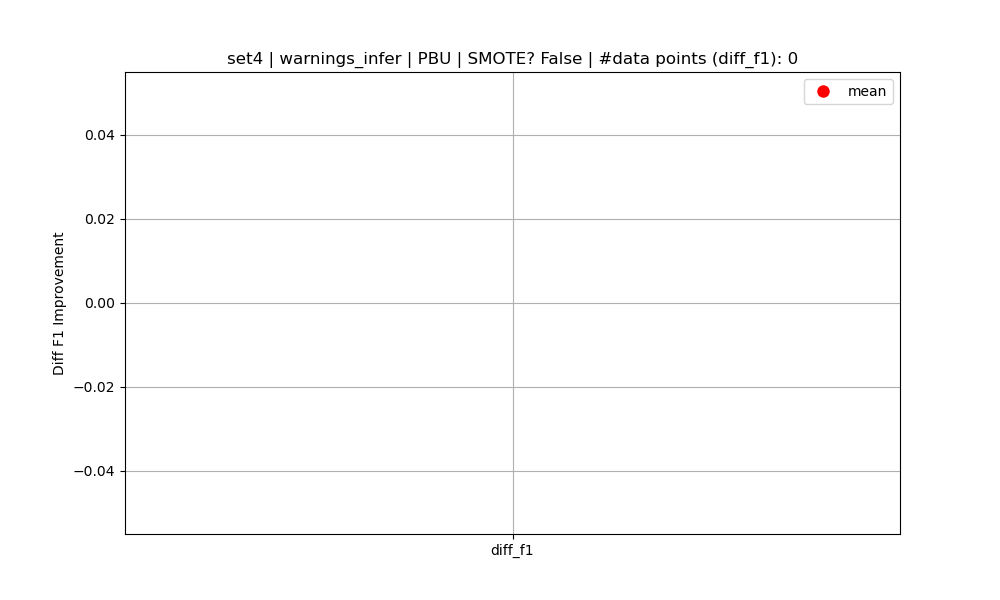 set4 | warnings_infer | PBU | SMOTE? False | #data points (diff_f1): 0
mean
0.04
0.02
0.00
−0.02
−0.04
Diff F1 Improvement
diff_f1